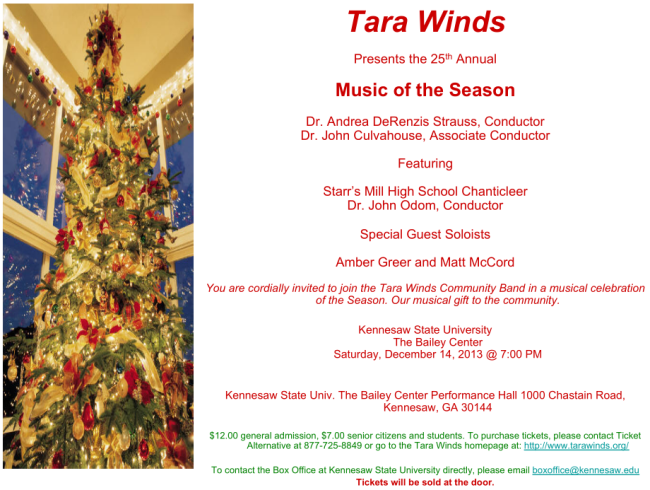 Tara Winds
Presents the 25th Annual
Music of the Season
Dr. Andrea DeRenzis Strauss, Conductor
Dr. John Culvahouse, Associate Conductor
Featuring
Starr's Mill High School Chanticleer
Dr. John Odom, Conductor
Special Guest Soloists
Amber Greer and Matt McCord
You are cordially invited to join the Tara Winds Community Band in a musical celebration
of the Season. Our musical gift to the community.
Kennesaw State University
The Bailey Center
Saturday, December 14, 2013 @ 7:00 PM
Kennesaw State Univ. The Bailey Center Performance Hall 1000 Chastain Road,
Kennesaw, GA 30144
$12.00 general admission, $7.00 senior citizens and students. To purchase tickets, please contact Ticket
Alternative at 877-725-8849 or go to the Tara Winds homepage at: http://www.tarawinds.org/
To contact the Box Office at Kennesaw State University directly, please email boxoffice@kennesaw.edu
Tickets will be sold at the door.